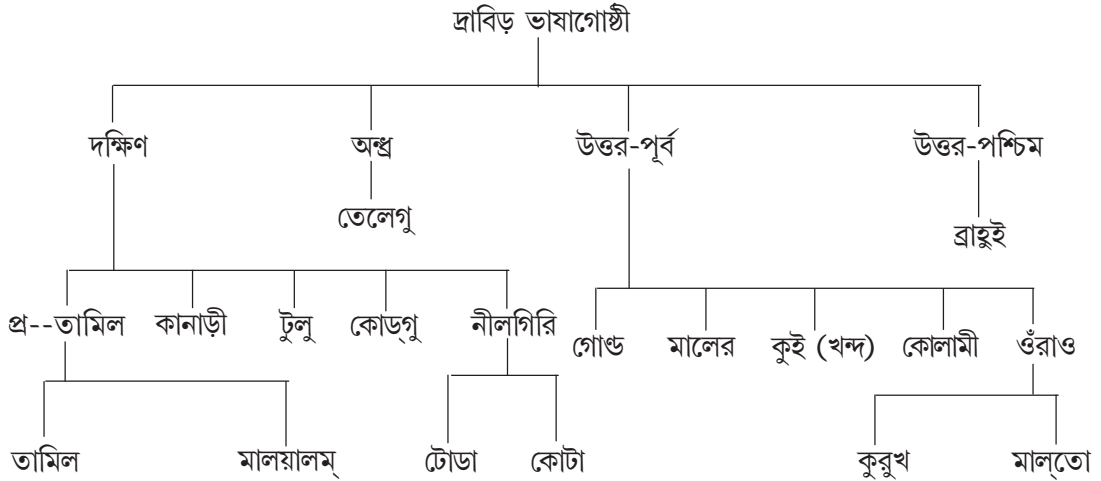 দ্রাবিড় ভাষাগোষ্ঠী
দক্ষিণ অন্ধ্র উত্তর-পূর্ব উত্তর-পশ্চিম
তেলেগু
ব্রাহুই
প্র--তামিল কানাড়ী টুলু কোড্গু নীলগিরি
গোণ্ড মালের কুই (খন্দ) কোলামী ওঁরাও
তামিল মালয়ালম্ টোডা কোটা কুরুখ মাল্‌তো